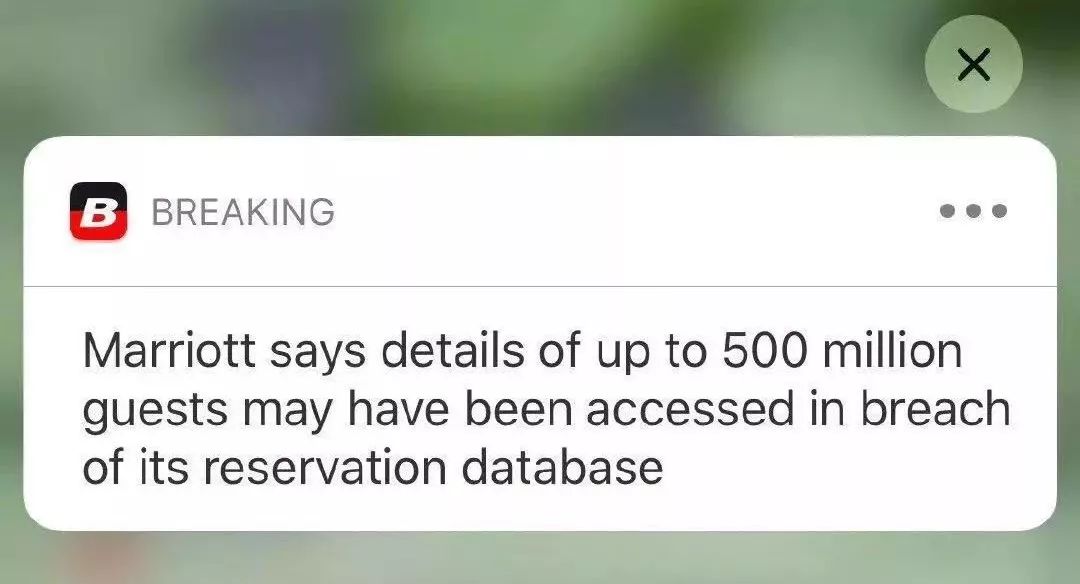 B BREAKING
Marriott says details of up to 500 million
guests may have been accessed in breach
of its reservation database